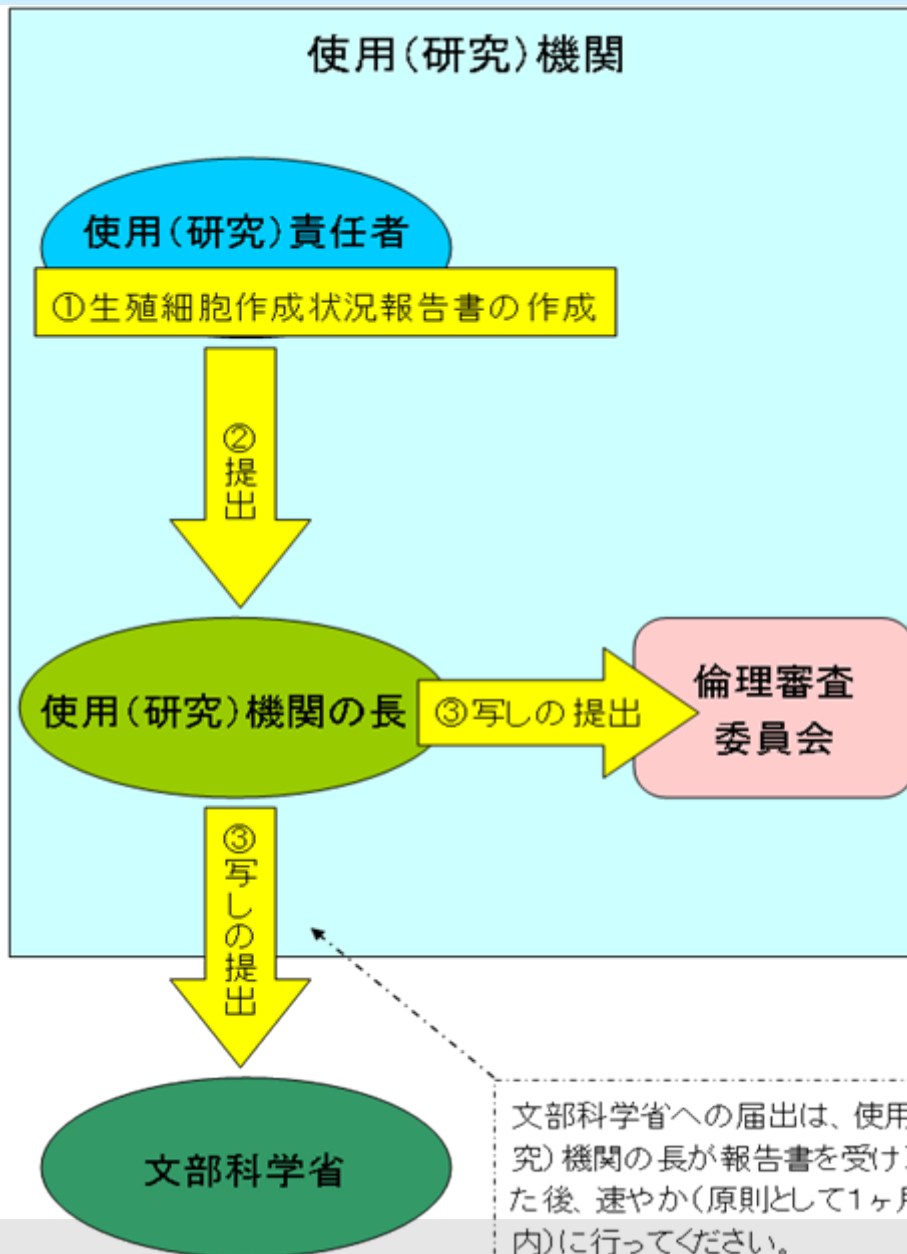 使用(研究)機関
使用(研究)責任者
①生殖細胞作成状況報告書の作成
②提出
使用(研究)機関の長
③写しの提出
倫理審査
委員会
③写しの提出
文部科学省
文部科学省への届出は、使用
究)機関の長が報告書を受け
た後、速やか(原則として1ヶ月
内)に行ってください。